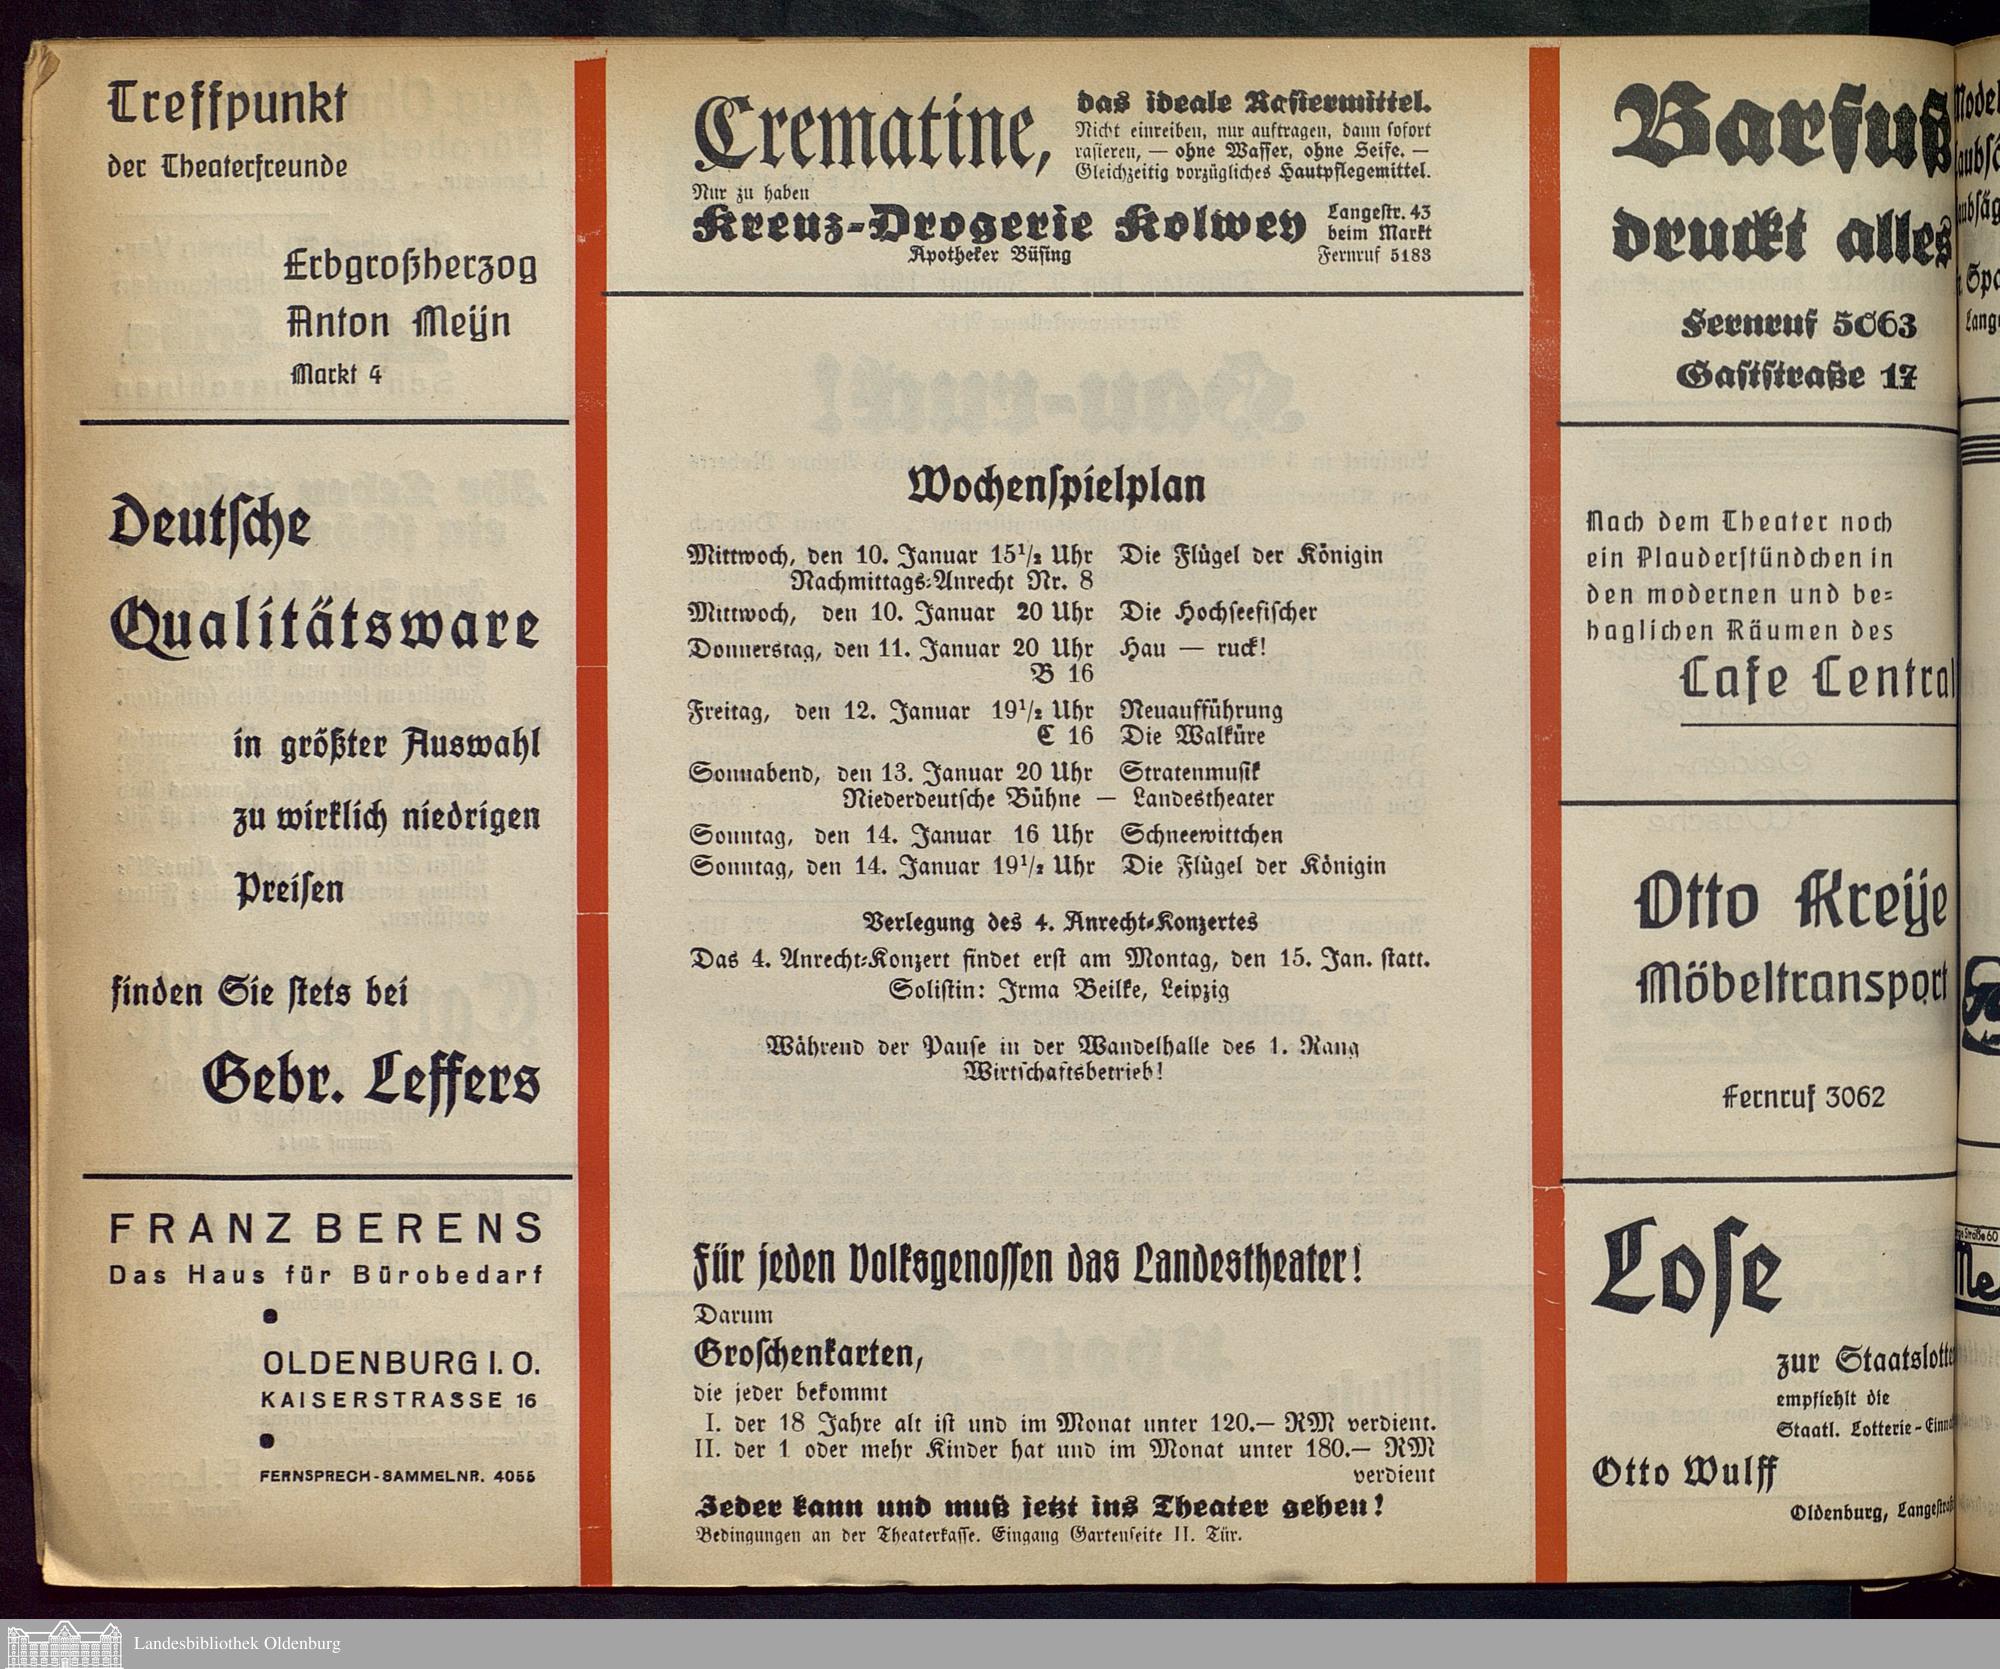 Treffpunkt
der Theaterfreunde
Erbgroßherzog
Anton Meijn
Markt 4
Deutsche
Qualitätsware
in größter Auswahl
zu wirklich niedrigen
Preisen
finden Sie stets bei
Gebr. Leffers
FRANZ BERENS
Das Haus für Bürobedarf
OLDENBURG I. O.
KAISERSTRASSE 16
FERNSPRECH-SAMMELNR. 4055
Crematine,
das ideale Rasiermittel.
Nicht einreiben, nur auftragen, dann sofort
rasieren, — ohne Wasser, ohne Seife. —
Gleichzeitig vorzügliches Hautpflegemittel.
Nur zu haben
Kreuz-Drogerie Kolwey
Apotheker Büsing
Langestr. 43
beim Markt
Fernruf 5183
Wochenspielplan
Mittwoch, den 10. Januar 15¹/₂ Uhr Die Flügel der Königin
Nachmittags-Anrecht Nr. 8
Mittwoch, den 10. Januar 20 Uhr Die Hochseefischer
Donnerstag, den 11. Januar 20 Uhr Hau — ruck!
B 16
Freitag, den 12. Januar 19¹/₂ Uhr Neuaufführung
C 16 Die Walküre
Sonnabend, den 13. Januar 20 Uhr Stratenmusik
Niederdeutsche Bühne — Landestheater
Sonntag, den 14. Januar 16 Uhr Schneewittchen
Sonntag, den 14. Januar 19¹/₂ Uhr Die Flügel der Königin
Verlegung des 4. Anrecht-Konzertes
Das 4. Anrecht-Konzert findet erst am Montag, den 15. Jan. statt.
Solistin: Irma Beilke, Leipzig
Während der Pause in der Wandelhalle des 1. Rang
Wirtschaftsbetrieb!
Für jeden Volksgenossen das Landestheater!
Darum
Groschenkarten,
die jeder bekommt
I. der 18 Jahre alt ist und im Monat unter 120.— RM verdient.
II. der 1 oder mehr Kinder hat und im Monat unter 180.— RM
verdient
Jeder kann und muß jetzt ins Theater gehen!
Bedingungen an der Theaterkasse. Eingang Gartenseite II. Tür.
Barfuß
druckt alles
Fernruf 5063
Gaststraße 17
Nach dem Theater noch
ein Plauderstündchen in
den modernen und be-
haglichen Räumen des
Cafe Central
Otto Kreije
Möbeltransport
Fernruf 3062
Lose
zur Staatslotte
empfiehlt die
Staatl. Lotterie-Einn
Otto Wulff
Oldenburg, Langestraß
Landesbibliothek Oldenburg